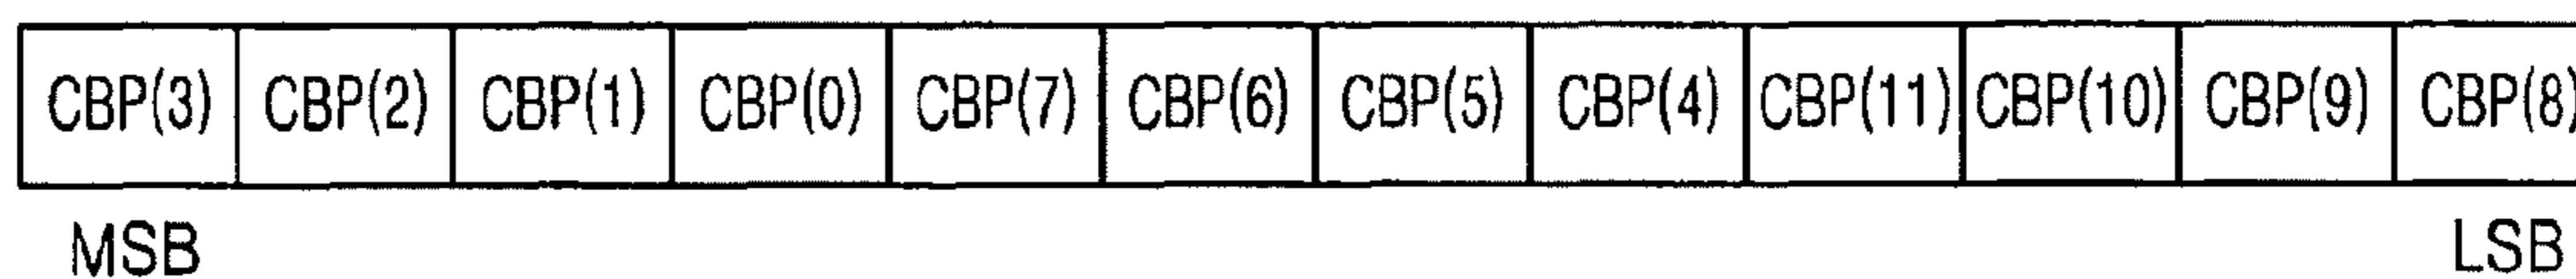 CBP(3) CBP(2) CBP(1) CBP(0) CBP(7) CBP(6) CBP(5) CBP(4) CBP(11) CBP(10) CBP(9) CBP(8)
MSB LSB